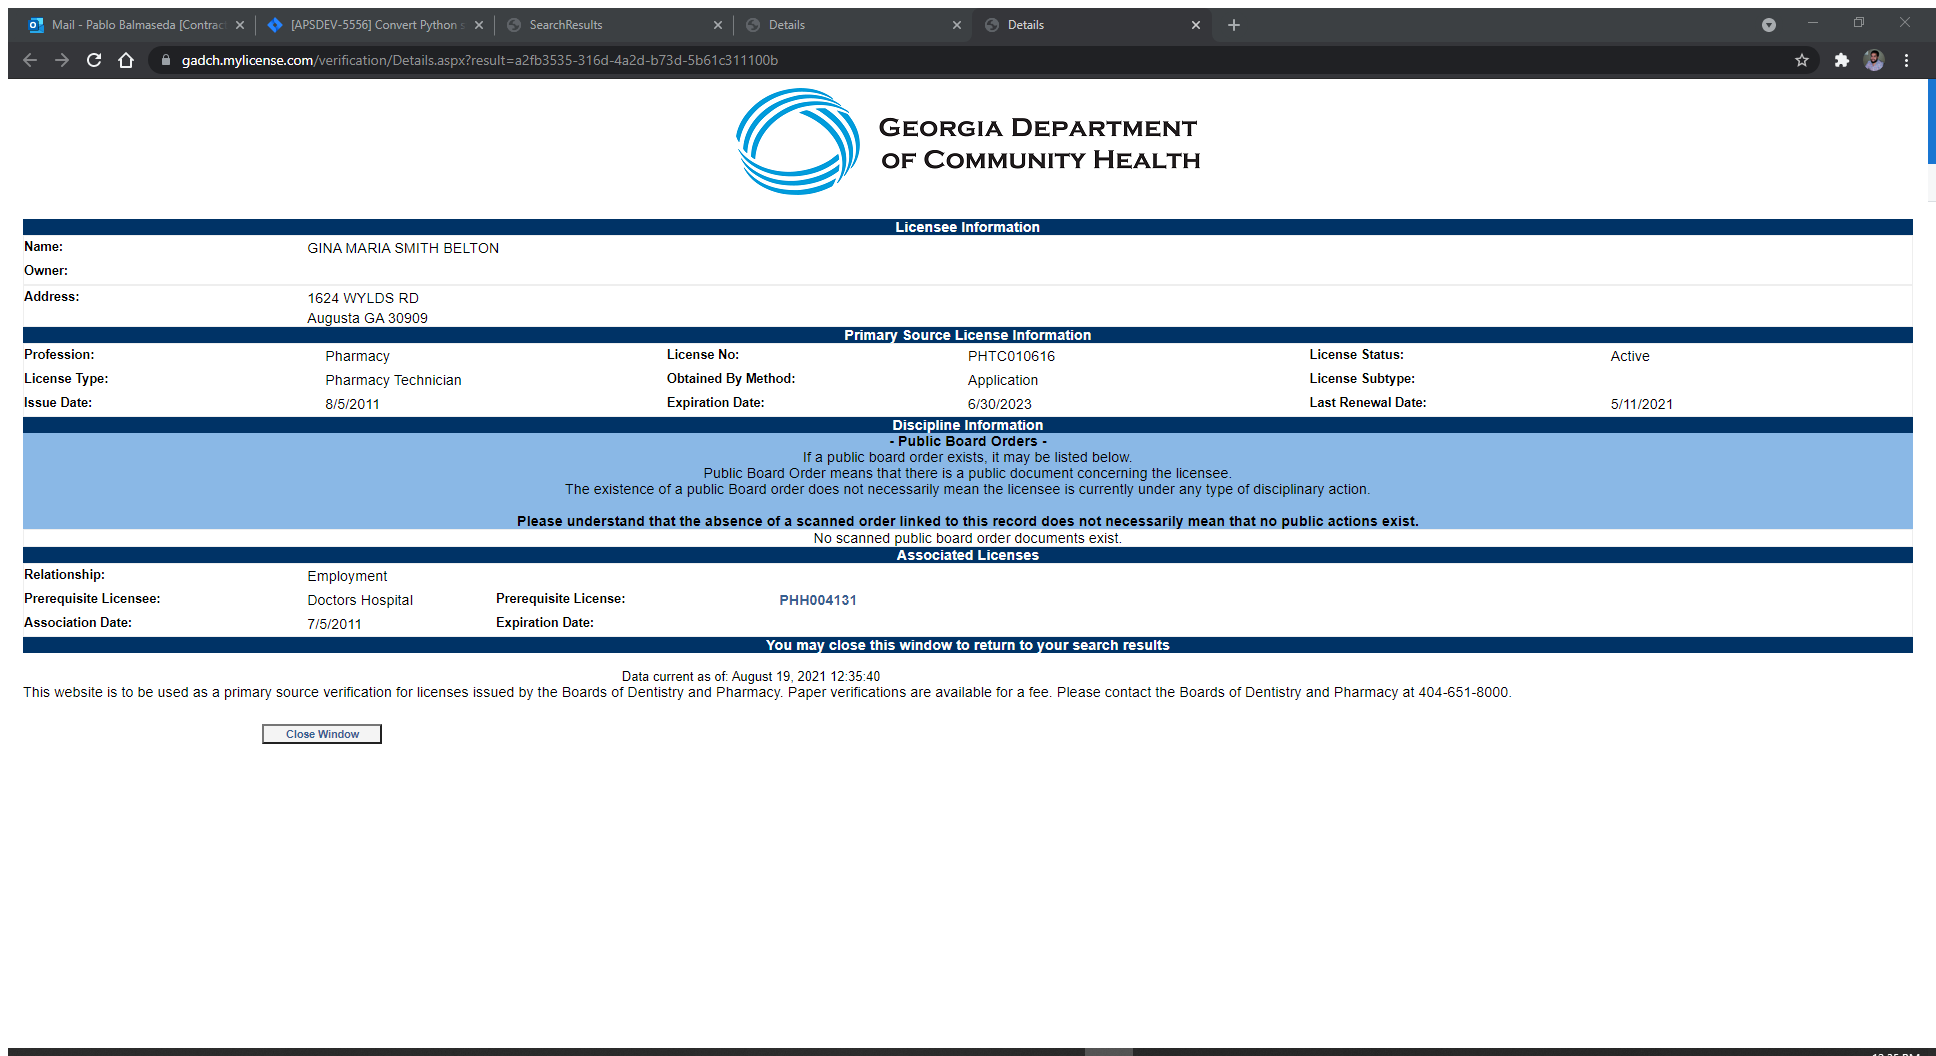 Mail - Pablo Balmaseda [Contrac
[APSDEV-5556] Convert Python s
SearchResults
Details
Details
gadch.mylicense.com/verification/Details.aspx?result=a2fb3535-316d-4a2d-b73d-5b61c311100b
GEORGIA DEPARTMENT
OF COMMUNITY HEALTH
Licensee Information
Name: GINA MARIA SMITH BELTON
Owner:
Address: 1624 WYLDS RD
Augusta GA 30909
Primary Source License Information
Profession: Pharmacy License No: PHTC010616 License Status: Active
License Type: Pharmacy Technician Obtained By Method: Application License Subtype:
Issue Date: 8/5/2011 Expiration Date: 6/30/2023 Last Renewal Date: 5/11/2021
Discipline Information
- Public Board Orders -
If a public board order exists, it may be listed below.
Public Board Order means that there is a public document concerning the licensee.
The existence of a public Board order does not necessarily mean the licensee is currently under any type of disciplinary action.
Please understand that the absence of a scanned order linked to this record does not necessarily mean that no public actions exist.
No scanned public board order documents exist.
Associated Licenses
Relationship: Employment
Prerequisite Licensee: Doctors Hospital Prerequisite License: PHH004131
Association Date: 7/5/2011 Expiration Date:
You may close this window to return to your search results
Data current as of: August 19, 2021 12:35:40
This website is to be used as a primary source verification for licenses issued by the Boards of Dentistry and Pharmacy. Paper verifications are available for a fee. Please contact the Boards of Dentistry and Pharmacy at 404-651-8000.
Close Window